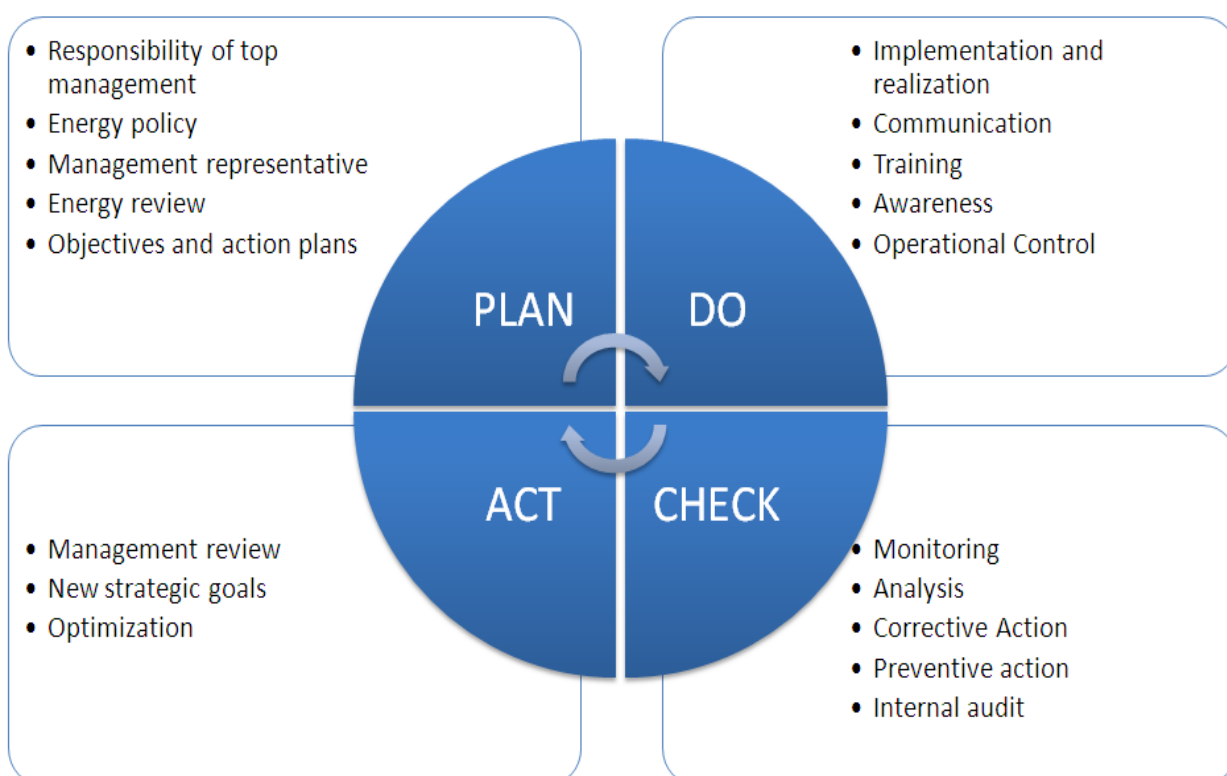 • Responsibility of top
management
• Energy policy
• Management representative
• Energy review
• Objectives and action plans
• Implementation and
realization
• Communication
• Training
• Awareness
• Operational Control
PLAN
DO
ACT
CHECK
• Management review
• New strategic goals
• Optimization
• Monitoring
• Analysis
• Corrective Action
• Preventive action
• Internal audit